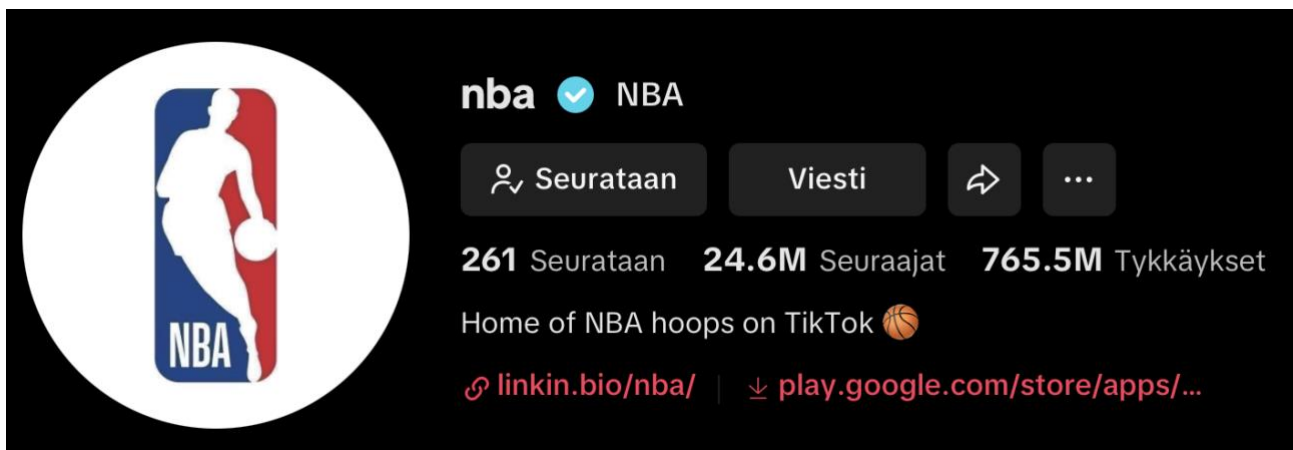 NBA
nba NBA
Seurataan Viesti ...
261 Seurataan 24.6M Seuraajat 765.5M Tykkäykset
Home of NBA hoops on TikTok 🏀
linkin.bio/nba/ play.google.com/store/apps/...